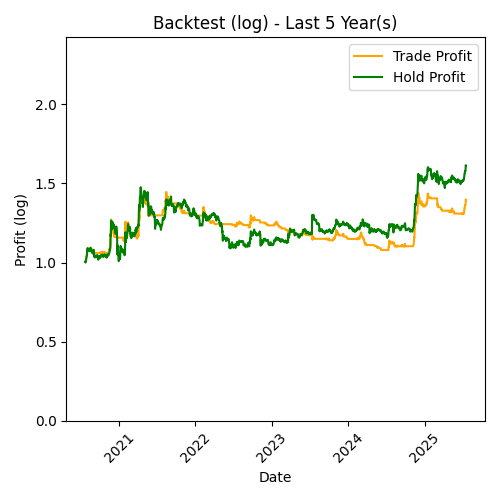 Backtest (log) - Last 5 Year(s)
Trade Profit
Hold Profit
Profit (log)
2.0
1.5
1.0
0.5
0.0
2021
2022
2023
2024
2025
Date